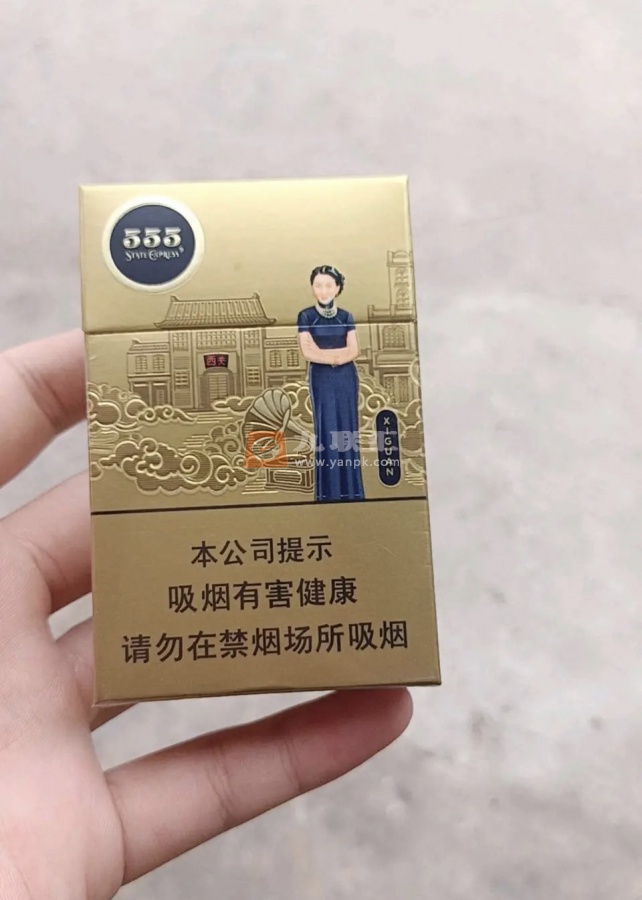 555
STATE EXPRESS
西关
XIGUAN
www.yanpk.com
本公司提示
吸烟有害健康
请勿在禁烟场所吸烟